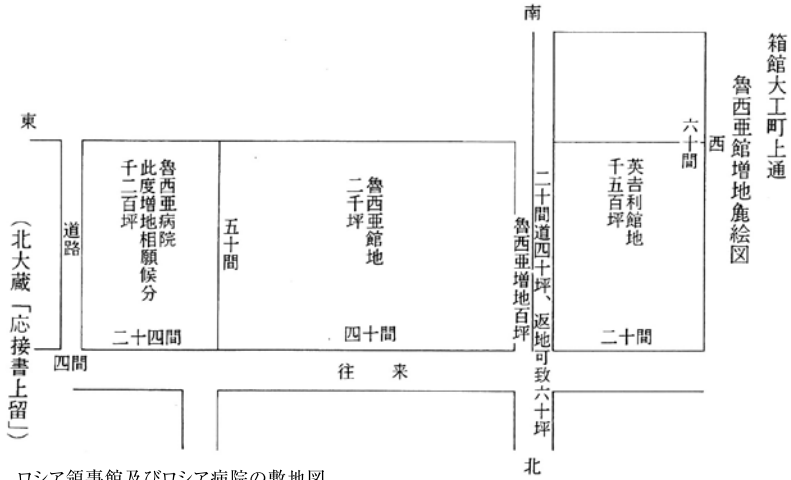 箱館大工町上通
魯西亜館増地麁絵図
南
西
六十間
英吉利館地
千五百坪
二十間
二十間道四十坪、返地可致六十坪
魯西亜増地百坪
魯西亜館地
二千坪
四十間
五十間
魯西亜病院
此度増地相願候分
千二百坪
二十四間
東
道路
四間
往来
北
(北大蔵「応接書上留」)
ロシア領事館及びロシア病院の敷地図